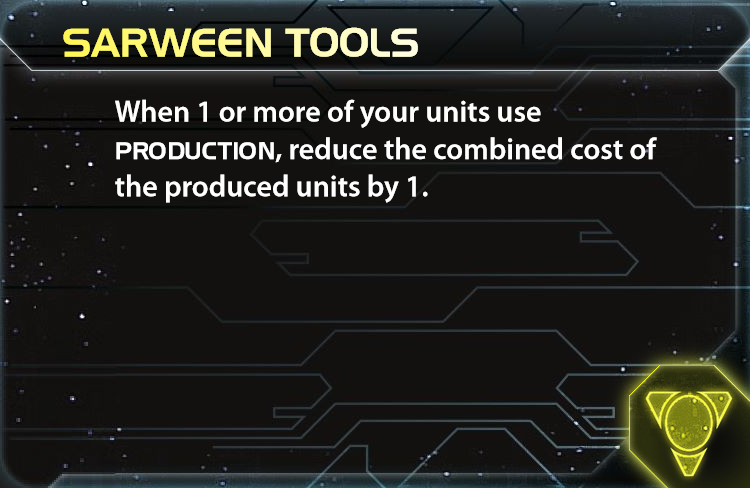 SARWEEN TOOLS
When 1 or more of your units use
PRODUCTION, reduce the combined cost of
the produced units by 1.